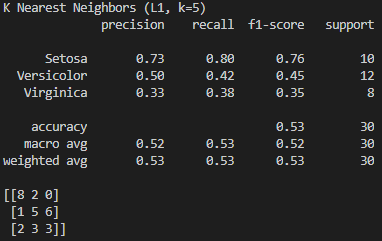 K Nearest Neighbors (L1, k=5)
precision recall f1-score support
Setosa 0.73 0.80 0.76 10
Versicolor 0.50 0.42 0.45 12
Virginica 0.33 0.38 0.35 8
accuracy 0.53 30
macro avg 0.52 0.53 0.52 30
weighted avg 0.53 0.53 0.53 30
[[8 2 0]
[1 5 6]
[2 3 3]]